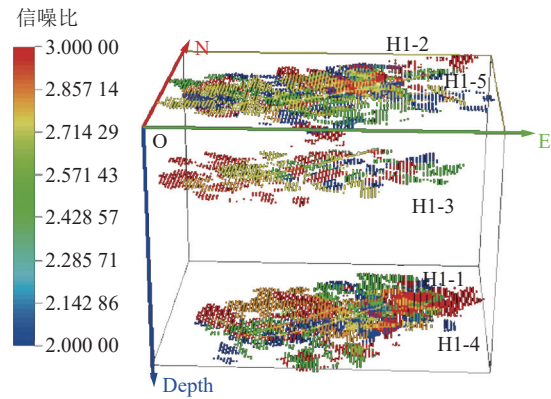 信噪比
3.000 00
2.857 14
2.714 29
2.571 43
2.428 57
2.285 71
2.142 86
2.000 00
N
H1-2
H1-5
O
E
H1-3
H1-1
H1-4
Depth